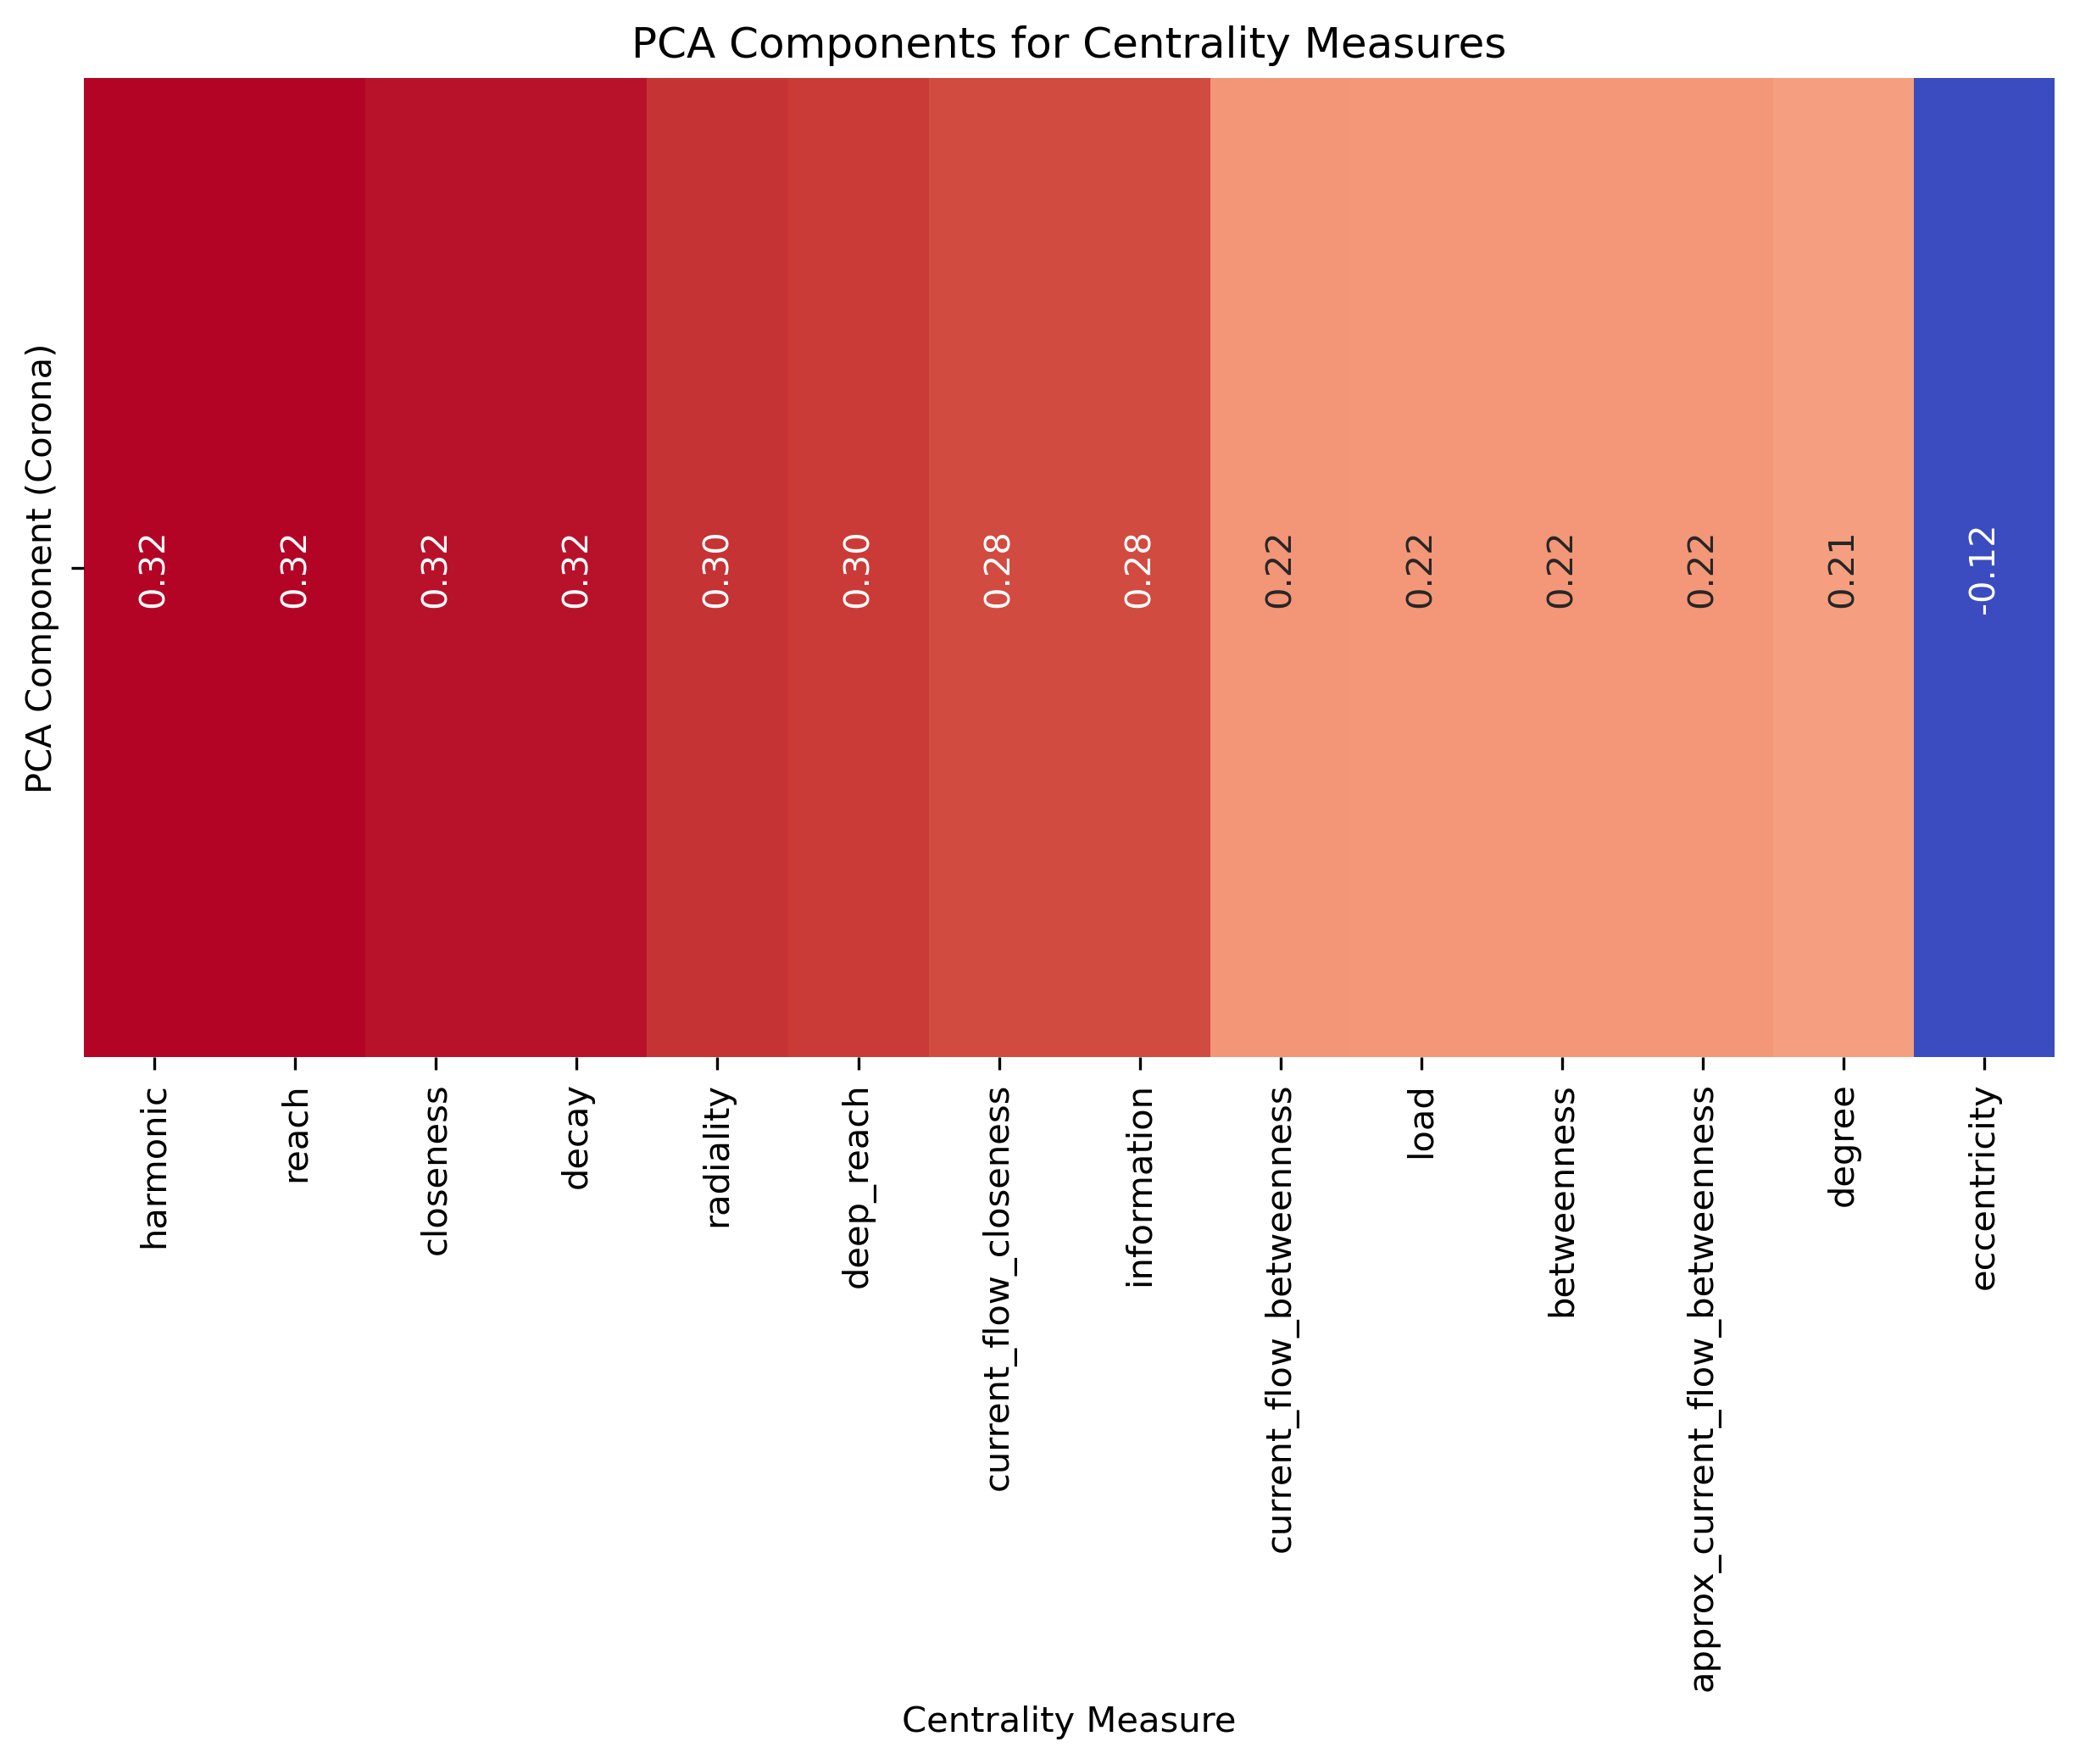 PCA Components for Centrality Measures
PCA Component (Corona)
0.32
0.32
0.32
0.32
0.30
0.30
0.28
0.28
0.22
0.22
0.22
0.22
0.21
-0.12
harmonic
reach
closeness
decay
radiality
deep_reach
current_flow_closeness
information
current_flow_betweenness
load
betweenness
approx_current_flow_betweenness
degree
eccentricity
Centrality Measure